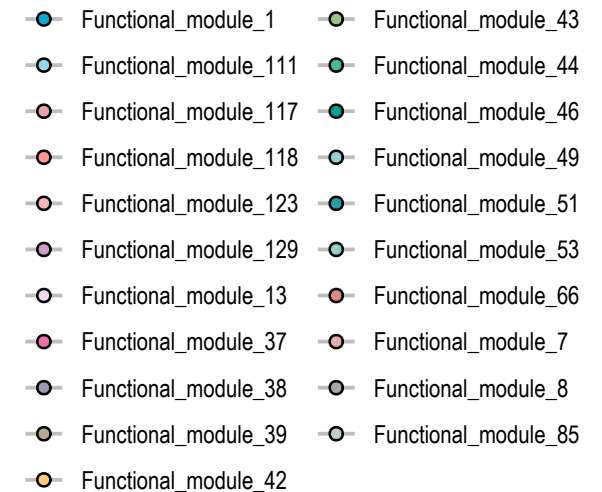 Functional_module_1
Functional_module_111
Functional_module_117
Functional_module_118
Functional_module_123
Functional_module_129
Functional_module_13
Functional_module_37
Functional_module_38
Functional_module_39
Functional_module_42
Functional_module_43
Functional_module_44
Functional_module_46
Functional_module_49
Functional_module_51
Functional_module_53
Functional_module_66
Functional_module_7
Functional_module_8
Functional_module_85